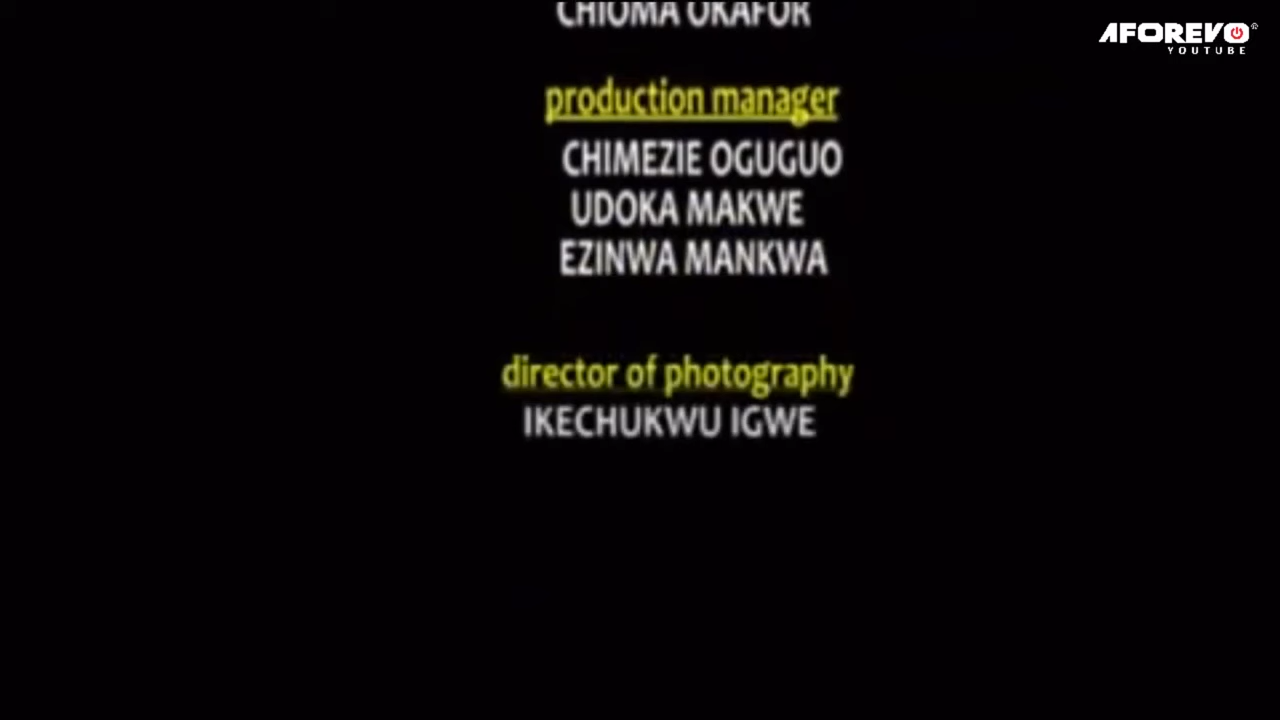 CHIOMA OKAFOR
AFOREVO
YOUTUBE
production manager
CHIMEZIE OGUGUO
UDOKA MAKWE
EZINWA MANKWA
director of photography
IKECHUKWU IGWE